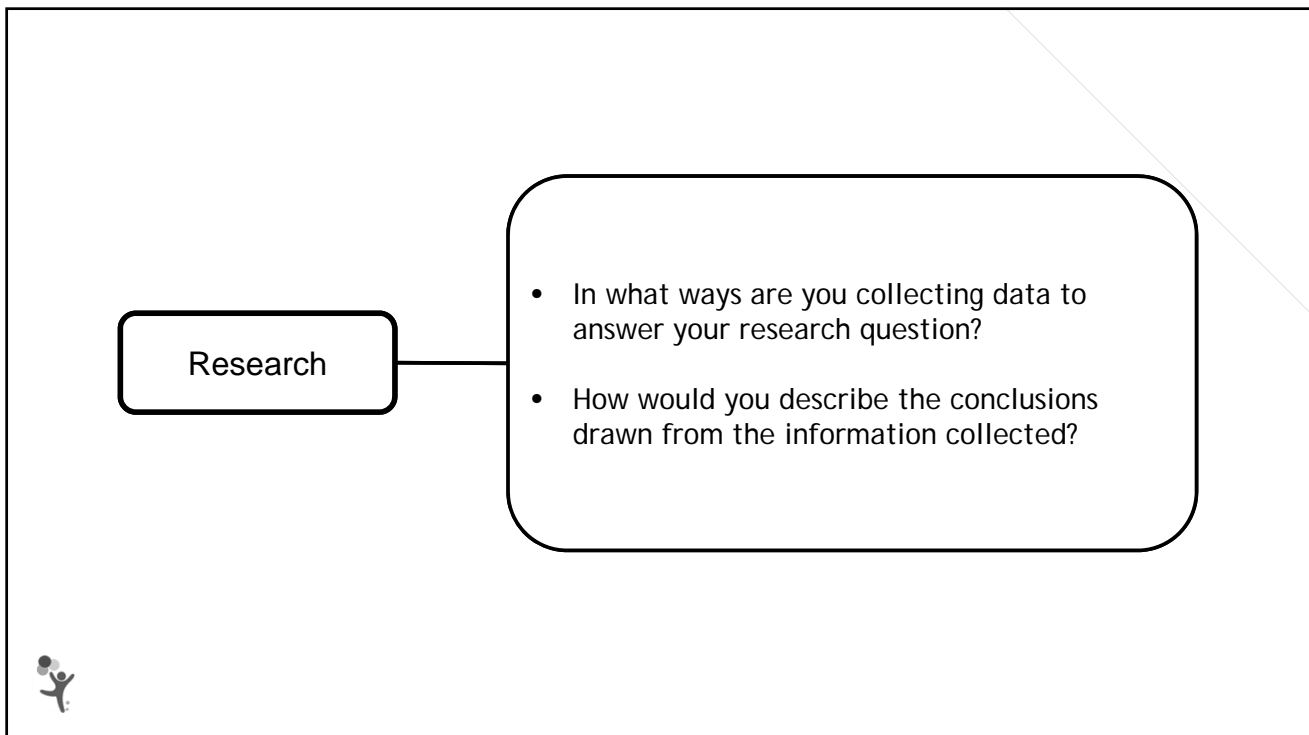 Research
• In what ways are you collecting data to
answer your research question?
• How would you describe the conclusions
drawn from the information collected?